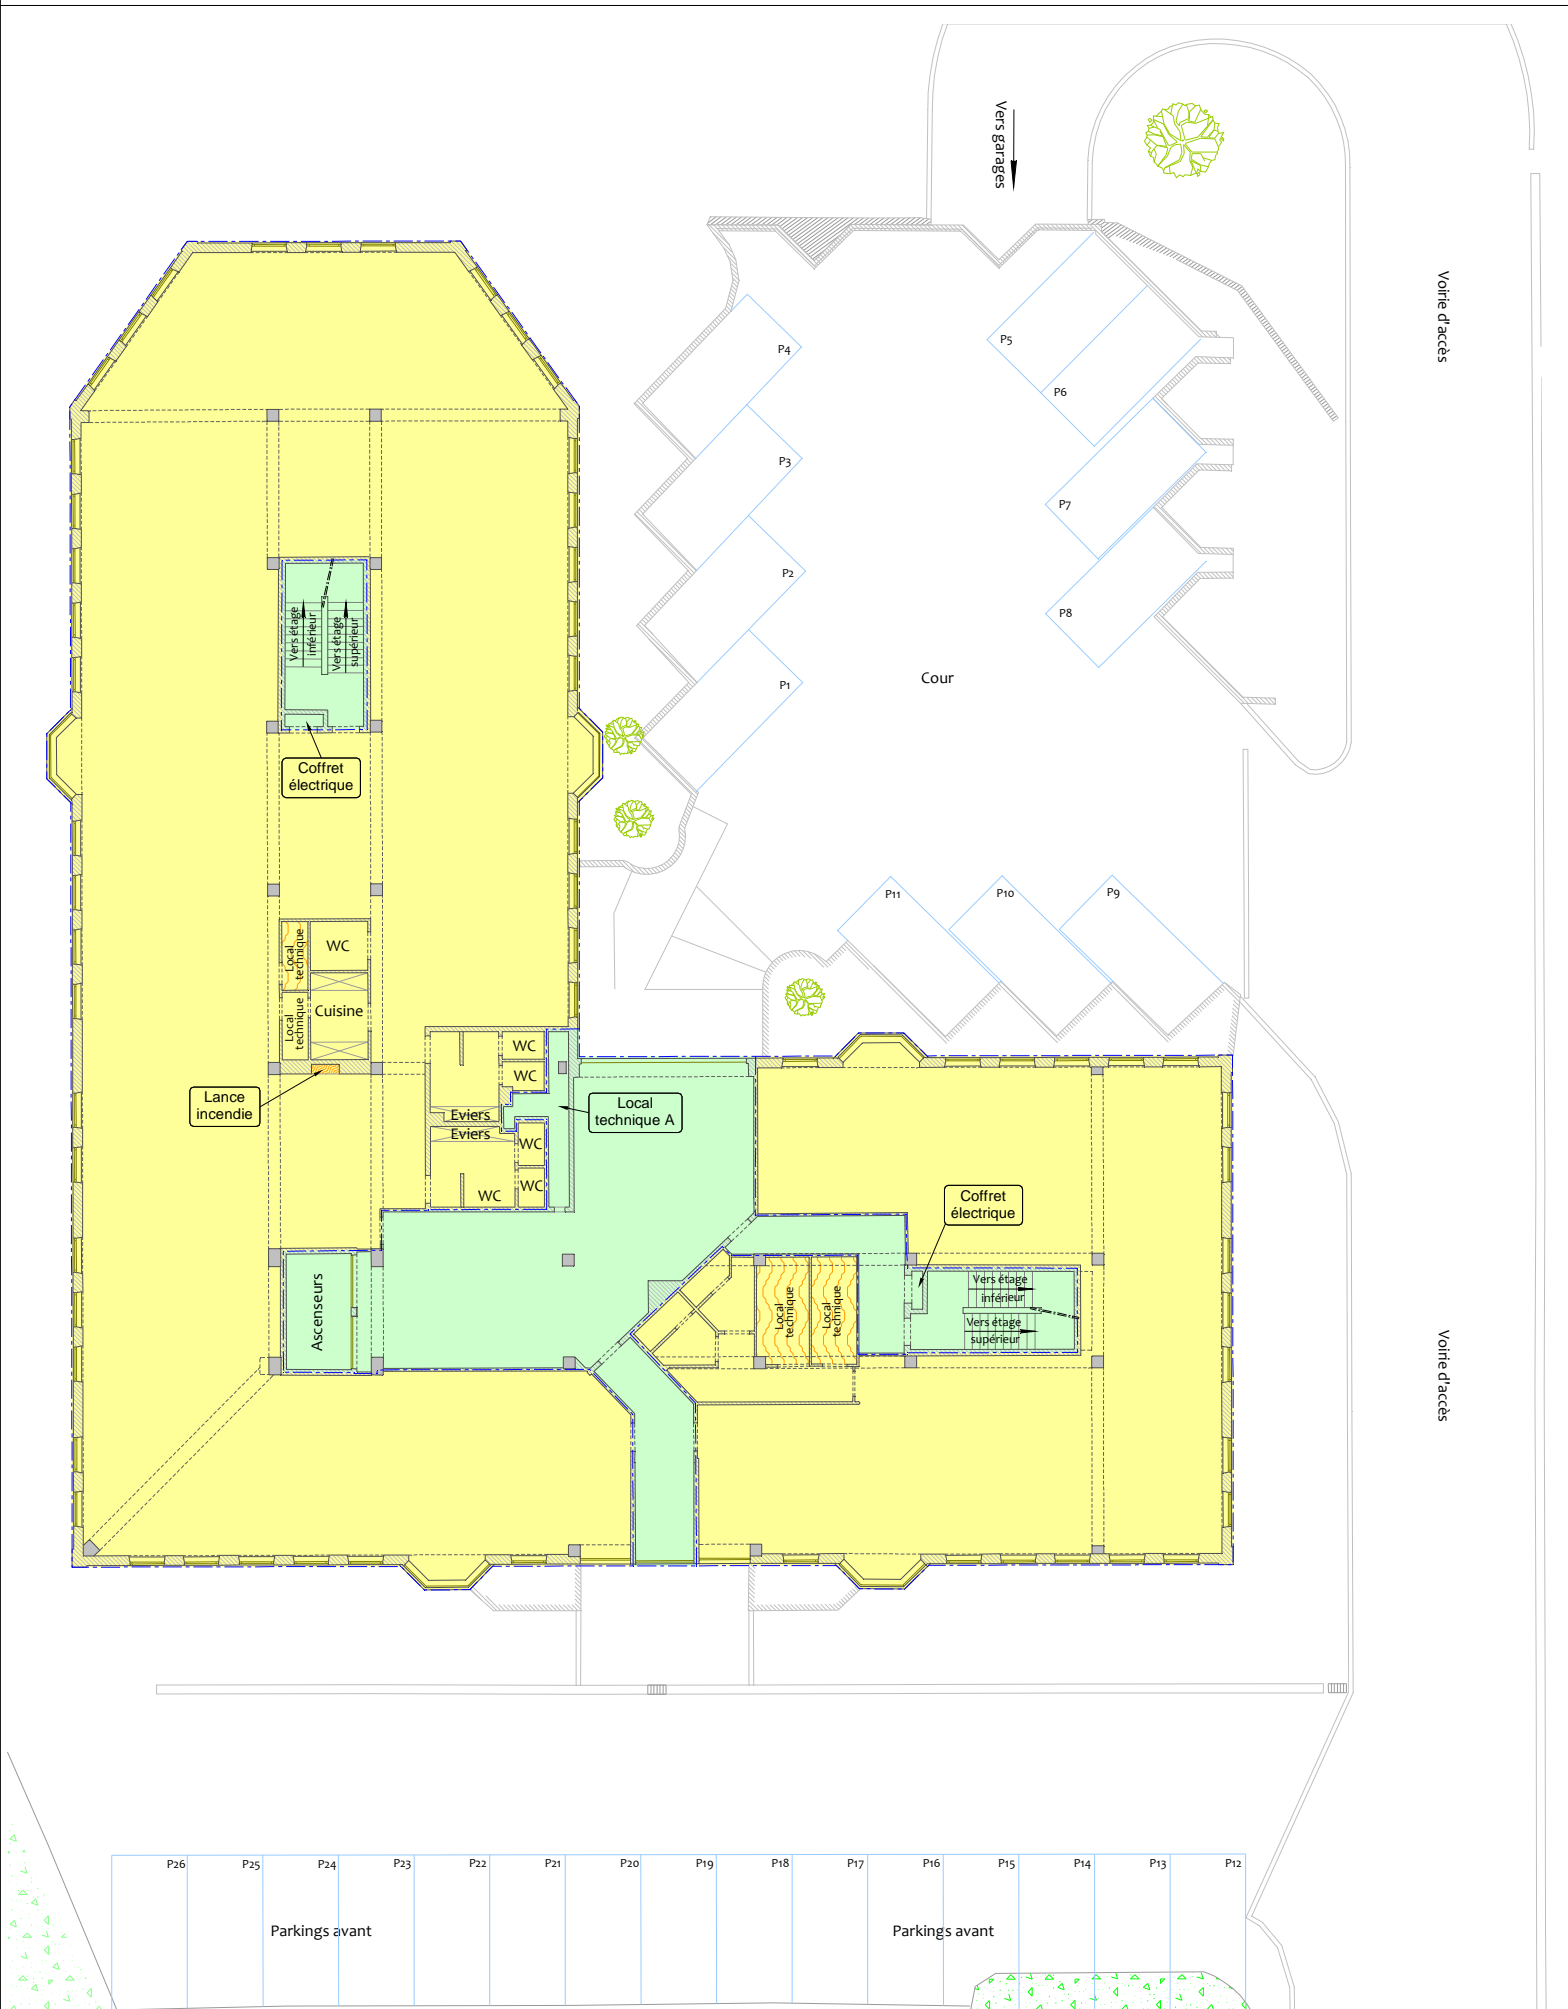 Vers garages
Voirie d'accès
P4
P5
P6
P3
P7
P2
P8
P1
Cour
Vers étage
inférieur
Vers étage
supérieur
Coffret
électrique
P11
P10
P9
Local
technique
WC
Local
technique
Cuisine
WC
WC
Lance
incendie
Eviers
Eviers
Local
technique A
WC
WC
WC
Coffret
électrique
Ascenseurs
Local
technique
Local
technique
Vers étage
inférieur
Vers étage
supérieur
Voirie d'accès
P26
P25
P24
P23
P22
P21
P20
P19
P18
P17
P16
P15
P14
P13
P12
Parkings avant
Parkings avant